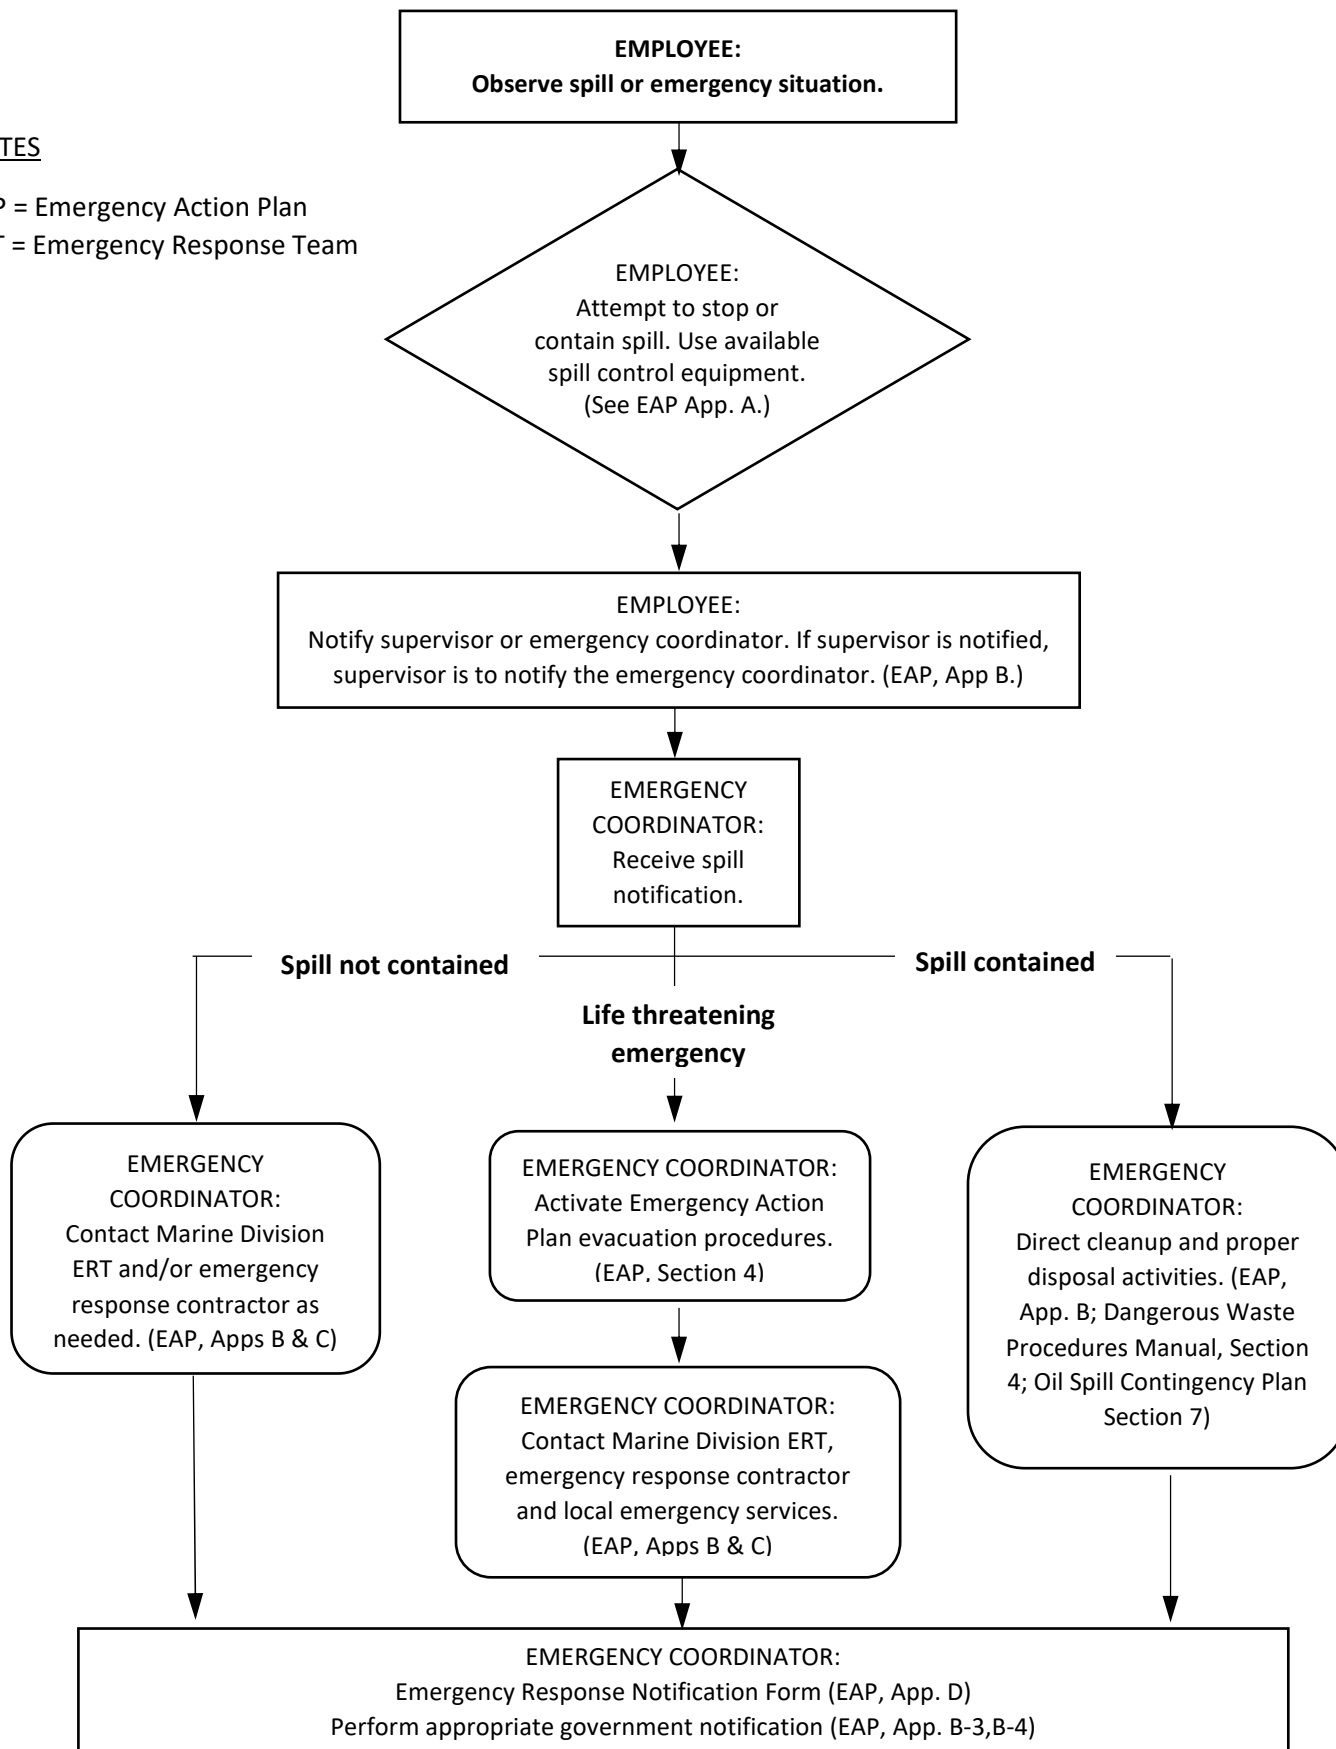 EMPLOYEE:
Observe spill or emergency situation.
TES
P = Emergency Action Plan
T = Emergency Response Team
EMPLOYEE:
Attempt to stop or
contain spill. Use available
spill control equipment.
(See EAP App. A.)
EMPLOYEE:
Notify supervisor or emergency coordinator. If supervisor is notified,
supervisor is to notify the emergency coordinator. (EAP, App B.)
EMERGENCY
COORDINATOR:
Receive spill
notification.
Spill not contained
Life threatening
emergency
Spill contained
EMERGENCY
COORDINATOR:
Contact Marine Division
ERT and/or emergency
response contractor as
needed. (EAP, Apps B & C)
EMERGENCY COORDINATOR:
Activate Emergency Action
Plan evacuation procedures.
(EAP, Section 4)
EMERGENCY COORDINATOR:
Contact Marine Division ERT,
emergency response contractor
and local emergency services.
(EAP, Apps B & C)
EMERGENCY
COORDINATOR:
Direct cleanup and proper
disposal activities. (EAP,
App. B; Dangerous Waste
Procedures Manual, Section
4; Oil Spill Contingency Plan
Section 7)
EMERGENCY COORDINATOR:
Emergency Response Notification Form (EAP, App. D)
Perform appropriate government notification (EAP, App. B-3,B-4)